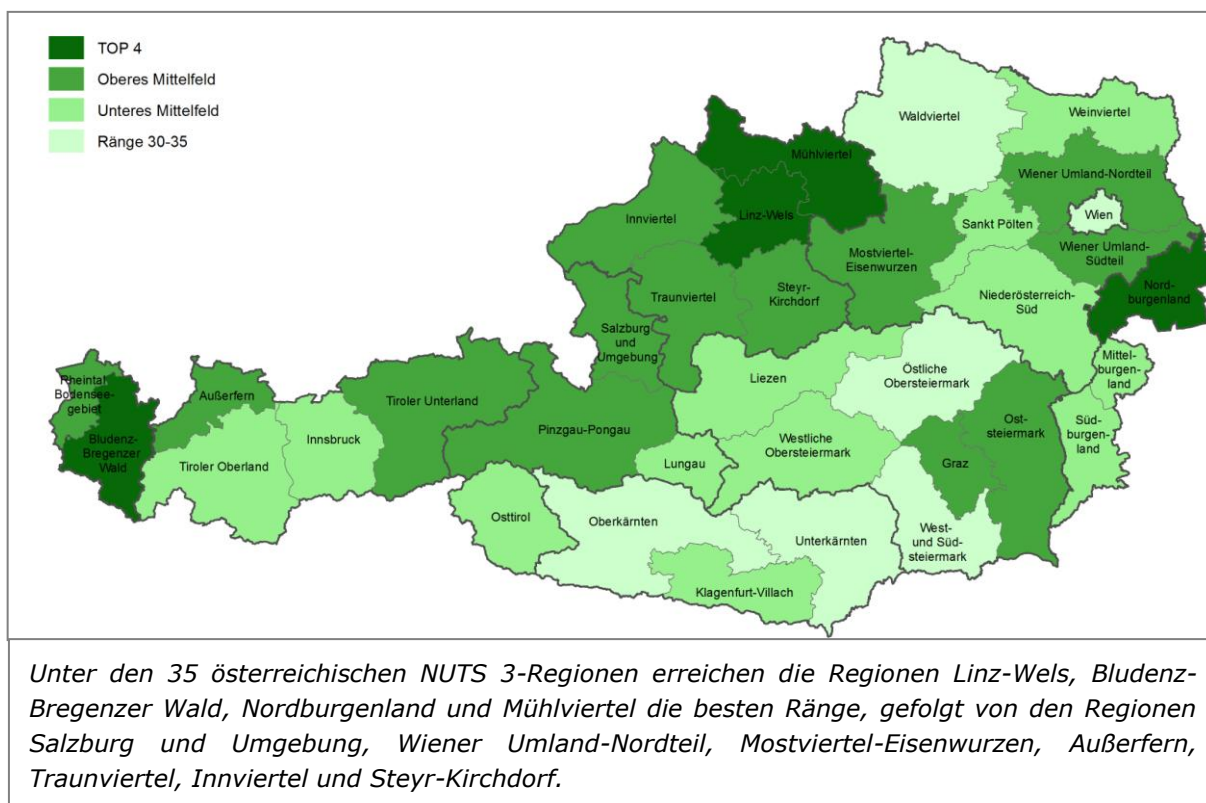 TOP 4
Oberes Mittelfeld
Unteres Mittelfeld
Ränge 30-35
Waldviertel
Weinviertel
Mühlviertel
Wiener Umland-Nordteil
Innviertel
Linz-Wels
Wien
Sankt Pölten
Mostviertel-
Eisenwurzen
Wiener Umland-
Südteil
Nord-
burgenland
Traunviertel
Steyr-
Kirchdorf
Niederösterreich-
Süd
Salzburg
und
Umgebung
Mittel-
burgen-
land
Liezen
Östliche
Obersteiermark
Rheintal-
Bodensee-
gebiet
Außerfern
Tiroler Unterland
Süd-
burgen-
land
Ost-
steiermark
Bludenz-
Bregenzer
Wald
Innsbruck
Pinzgau-Pongau
Westliche
Obersteiermark
Graz
Tiroler Oberland
Lungau
Osttirol
Oberkärnten
Unterkärnten
West-
und Süd-
steiermark
Klagenfurt-Villach
Unter den 35 österreichischen NUTS 3-Regionen erreichen die Regionen Linz-Wels, Bludenz-
Bregenzer Wald, Nordburgenland und Mühlviertel die besten Ränge, gefolgt von den Regionen
Salzburg und Umgebung, Wiener Umland-Nordteil, Mostviertel-Eisenwurzen, Außerfern,
Traunviertel, Innviertel und Steyr-Kirchdorf.